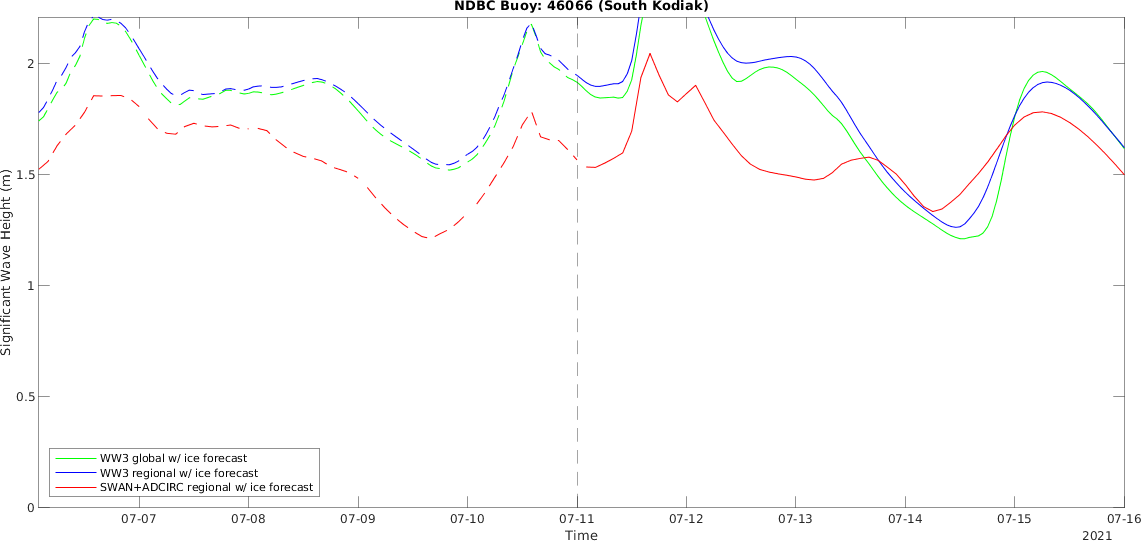 NDBC Buoy: 46066 (South Kodiak)
Significant Wave Height (m)
2
1.5
1
0.5
0
WW3 global w/ ice forecast
WW3 regional w/ ice forecast
SWAN+ADCIRC regional w/ ice forecast
07-07 07-08 07-09 07-10 07-11 07-12 07-13 07-14 07-15 07-16
Time
2021